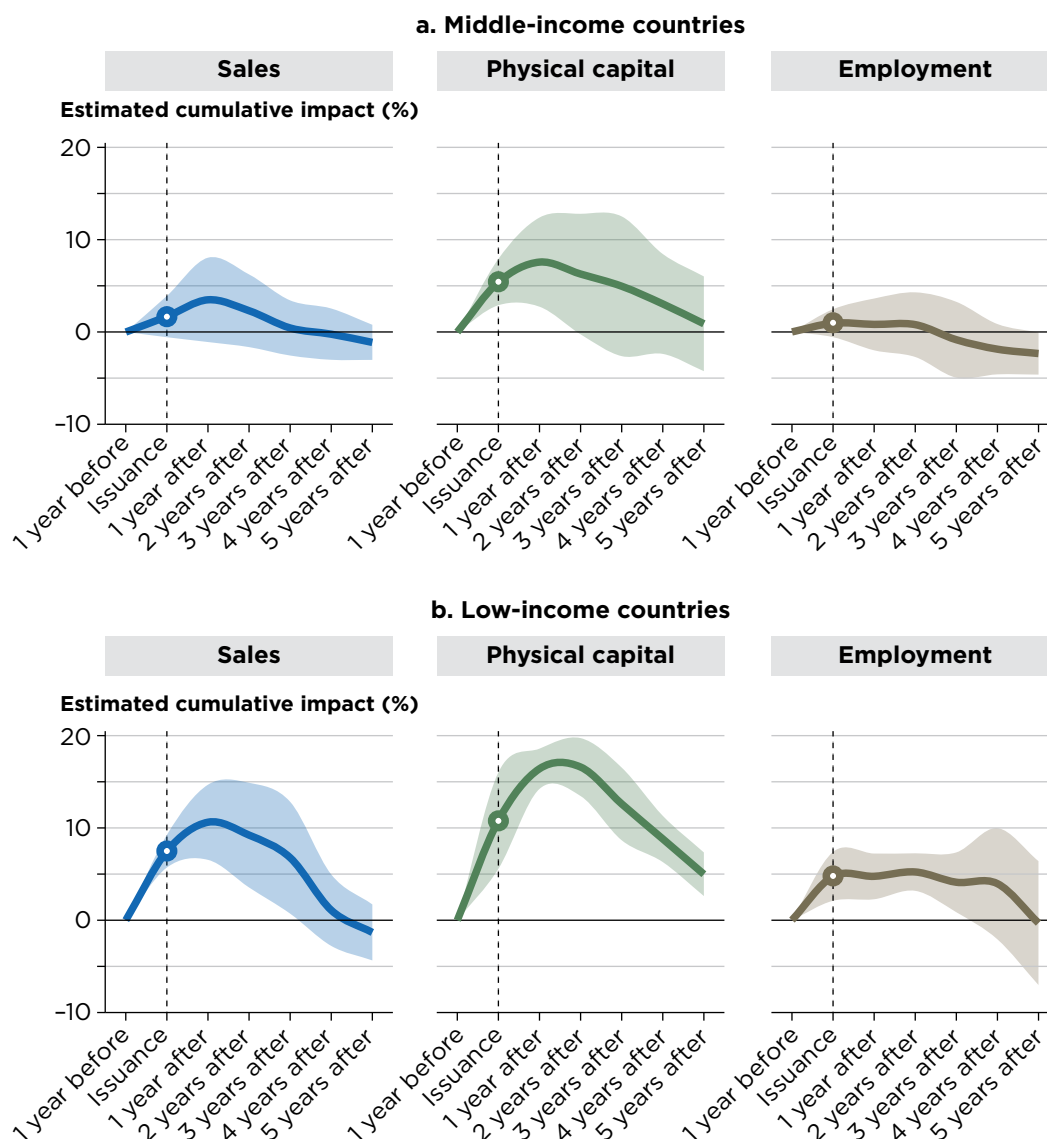 a. Middle-income countries
Sales
Physical capital
Employment
Estimated cumulative impact (%)
20
10
0
–10
1 year before
Issuance
1 year after
2 years after
3 years after
4 years after
5 years after
1 year before
Issuance
1 year after
2 years after
3 years after
4 years after
5 years after
1 year before
Issuance
1 year after
2 years after
3 years after
4 years after
5 years after
b. Low-income countries
Sales
Physical capital
Employment
Estimated cumulative impact (%)
20
10
0
–10
1 year before
Issuance
1 year after
2 years after
3 years after
4 years after
5 years after
1 year before
Issuance
1 year after
2 years after
3 years after
4 years after
5 years after
1 year before
Issuance
1 year after
2 years after
3 years after
4 years after
5 years after